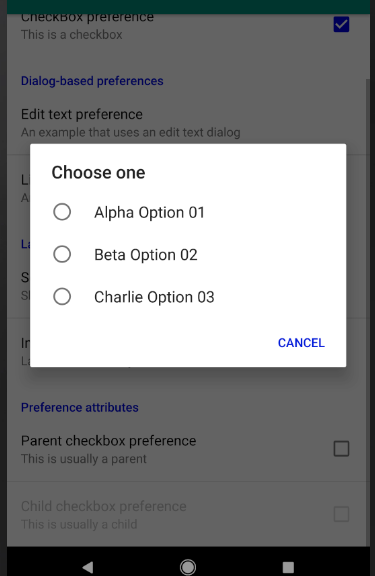 CheckBox preference
This is a checkbox
Dialog-based preferences
Edit text preference
An example that uses an edit text dialog
Choose one
Alpha Option 01
Beta Option 02
Charlie Option 03
CANCEL
Preference attributes
Parent checkbox preference
This is usually a parent
Child checkbox preference
This is usually a child